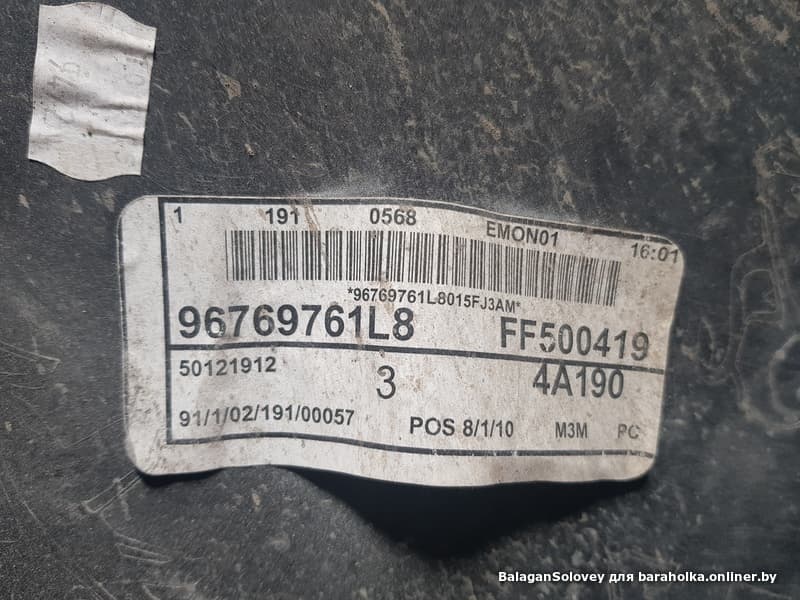 1 191 0568 EMON01 16:01
*96769761L8015FJ3AM*
96769761L8 FF500419
50121912 3 4A190
91/1/02/191/00057 POS 8/1/10 M3M PC
BalaganSolovey для baraholka.onliner.by